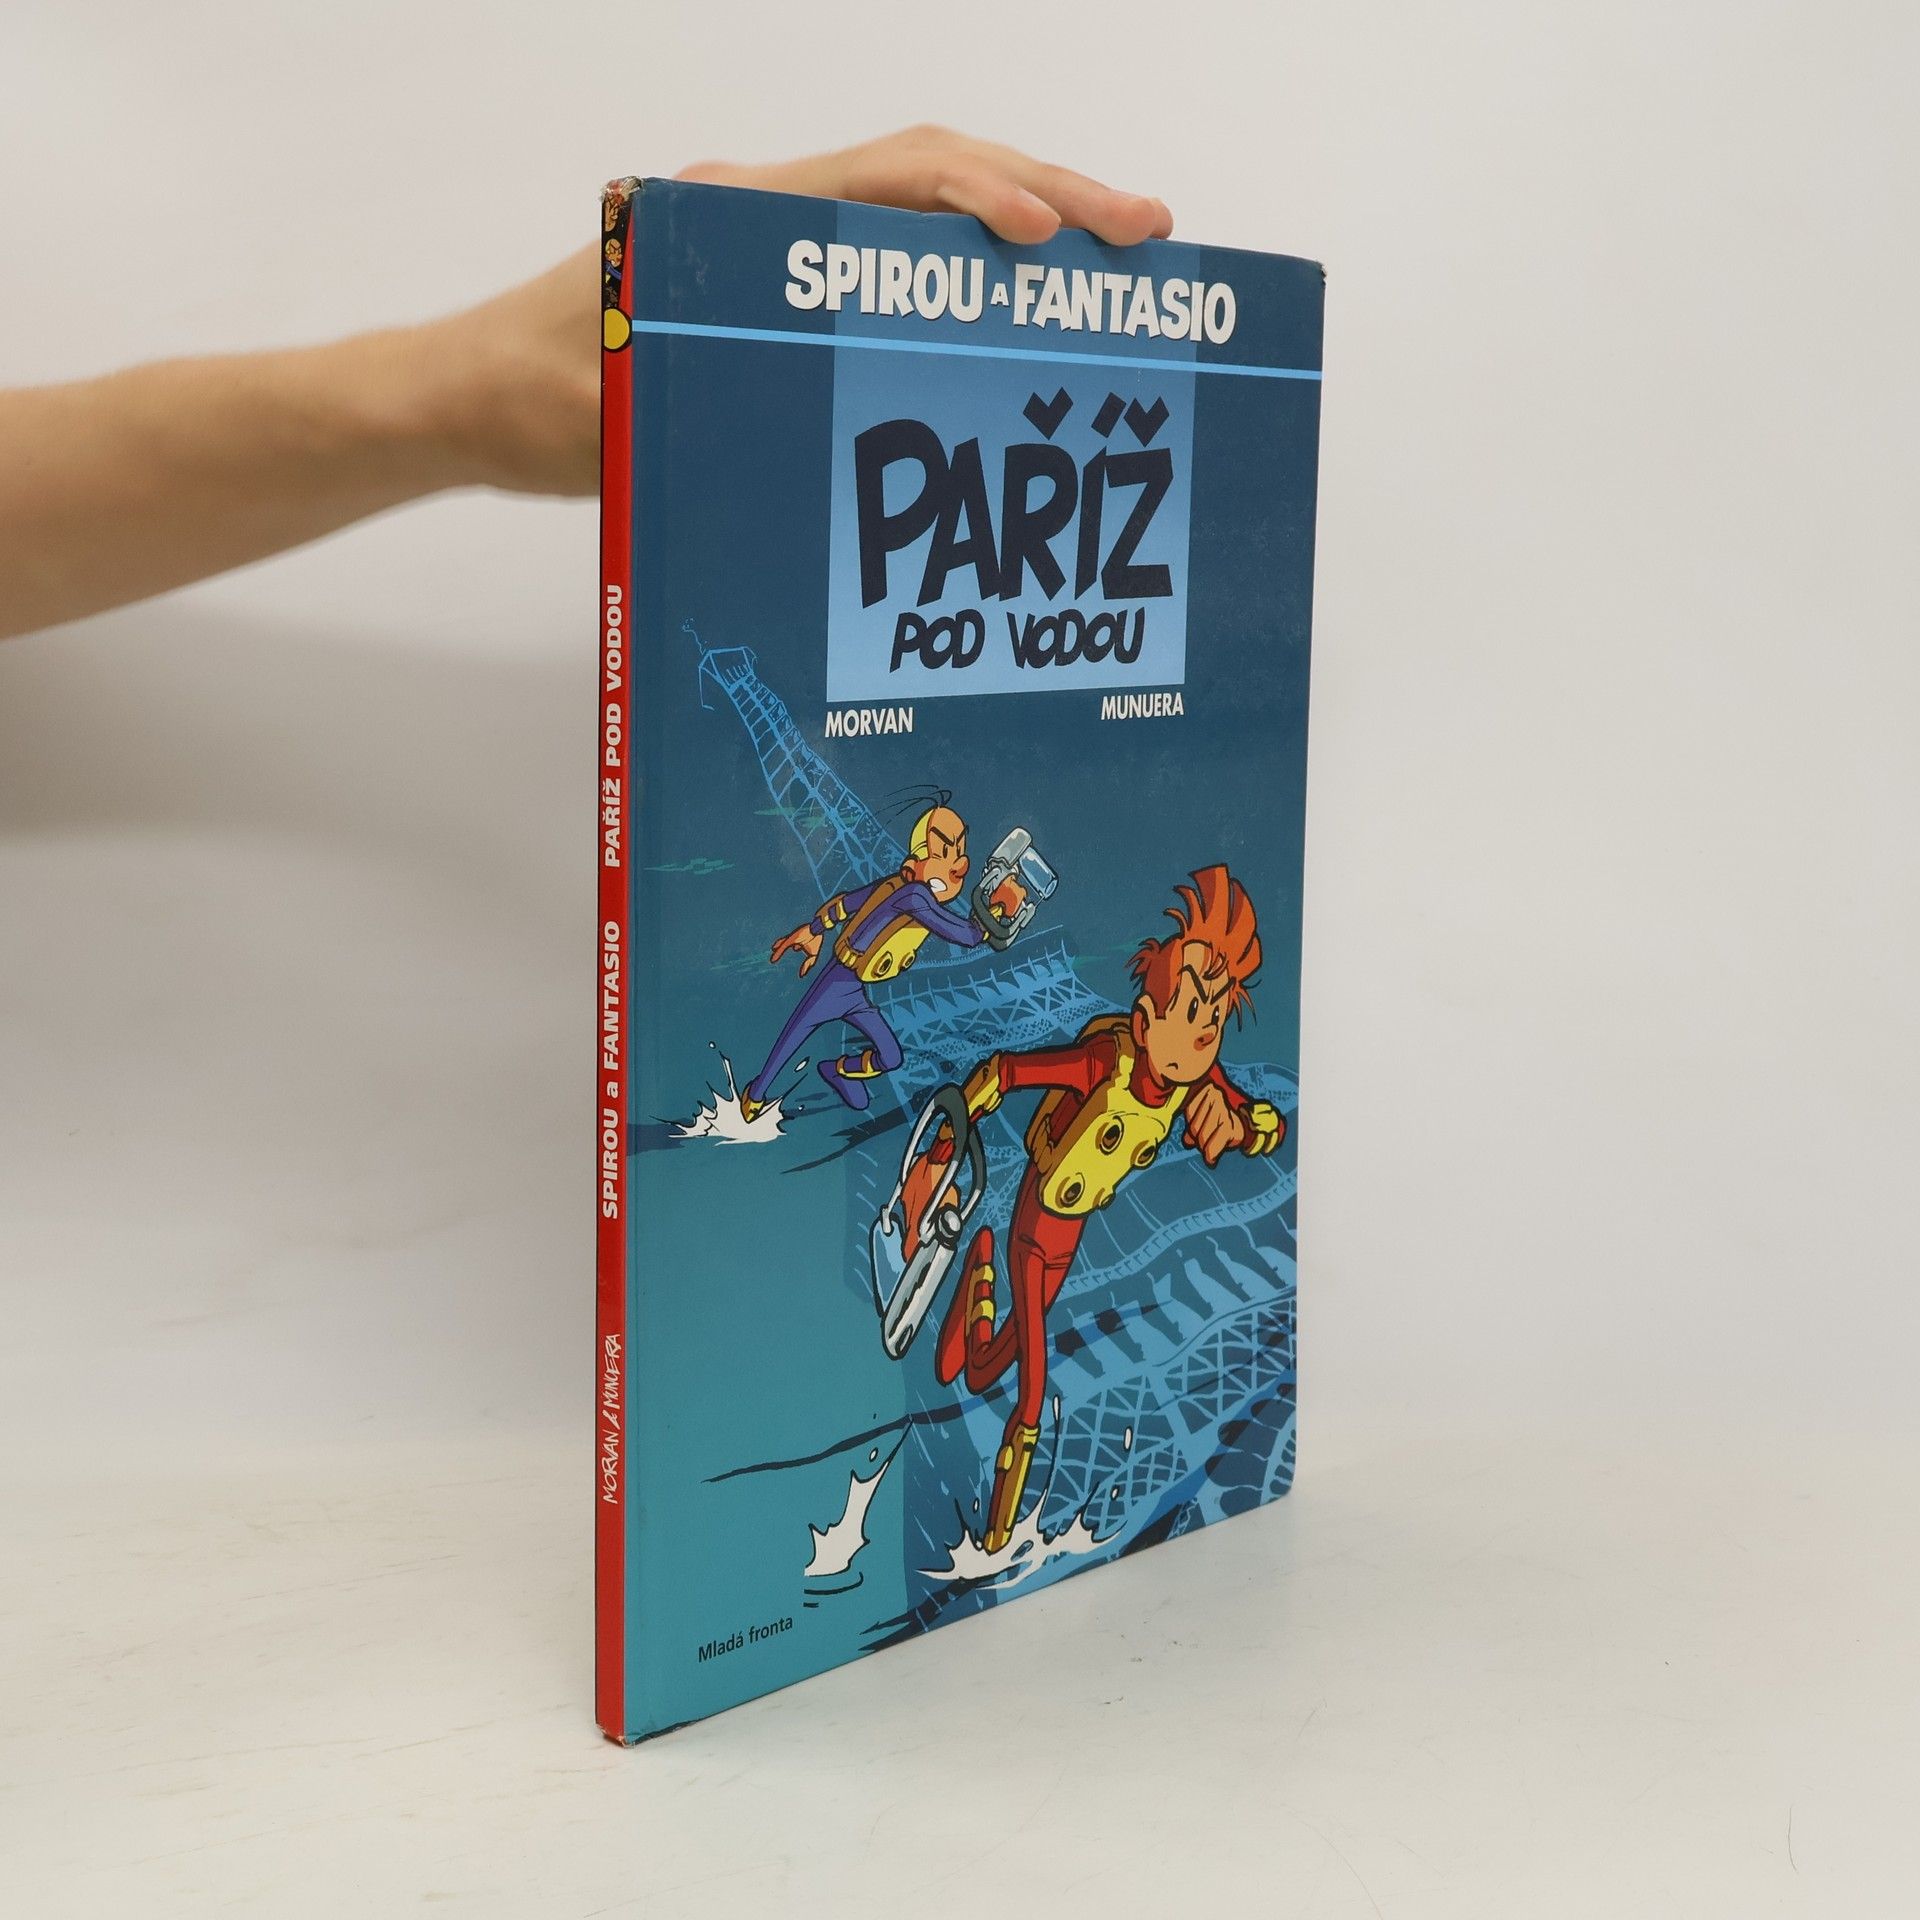 SPIROU A FANTASIO
PAŘÍŽ
POD VODOU
MORVAN
MUNUERA
Mladá fronta
MORVAN & MUNUERA SPIROU a FANTASIO PAŘÍŽ POD VODOU